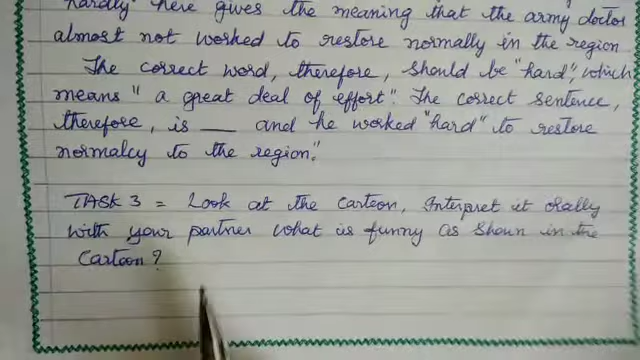 hardly here gives the meaning that the army doctor
almost not worked to restore normally in the region
The correct word, therefore, should be "hard", which
means "a great deal of effort". The correct sentence,
therefore, is ___ and he worked "hard" to restore
normalcy to the region."
TASK 3 = Look at the Cartoon, Interpret it orally
with your partner what is funny as shown in the
Cartoon?